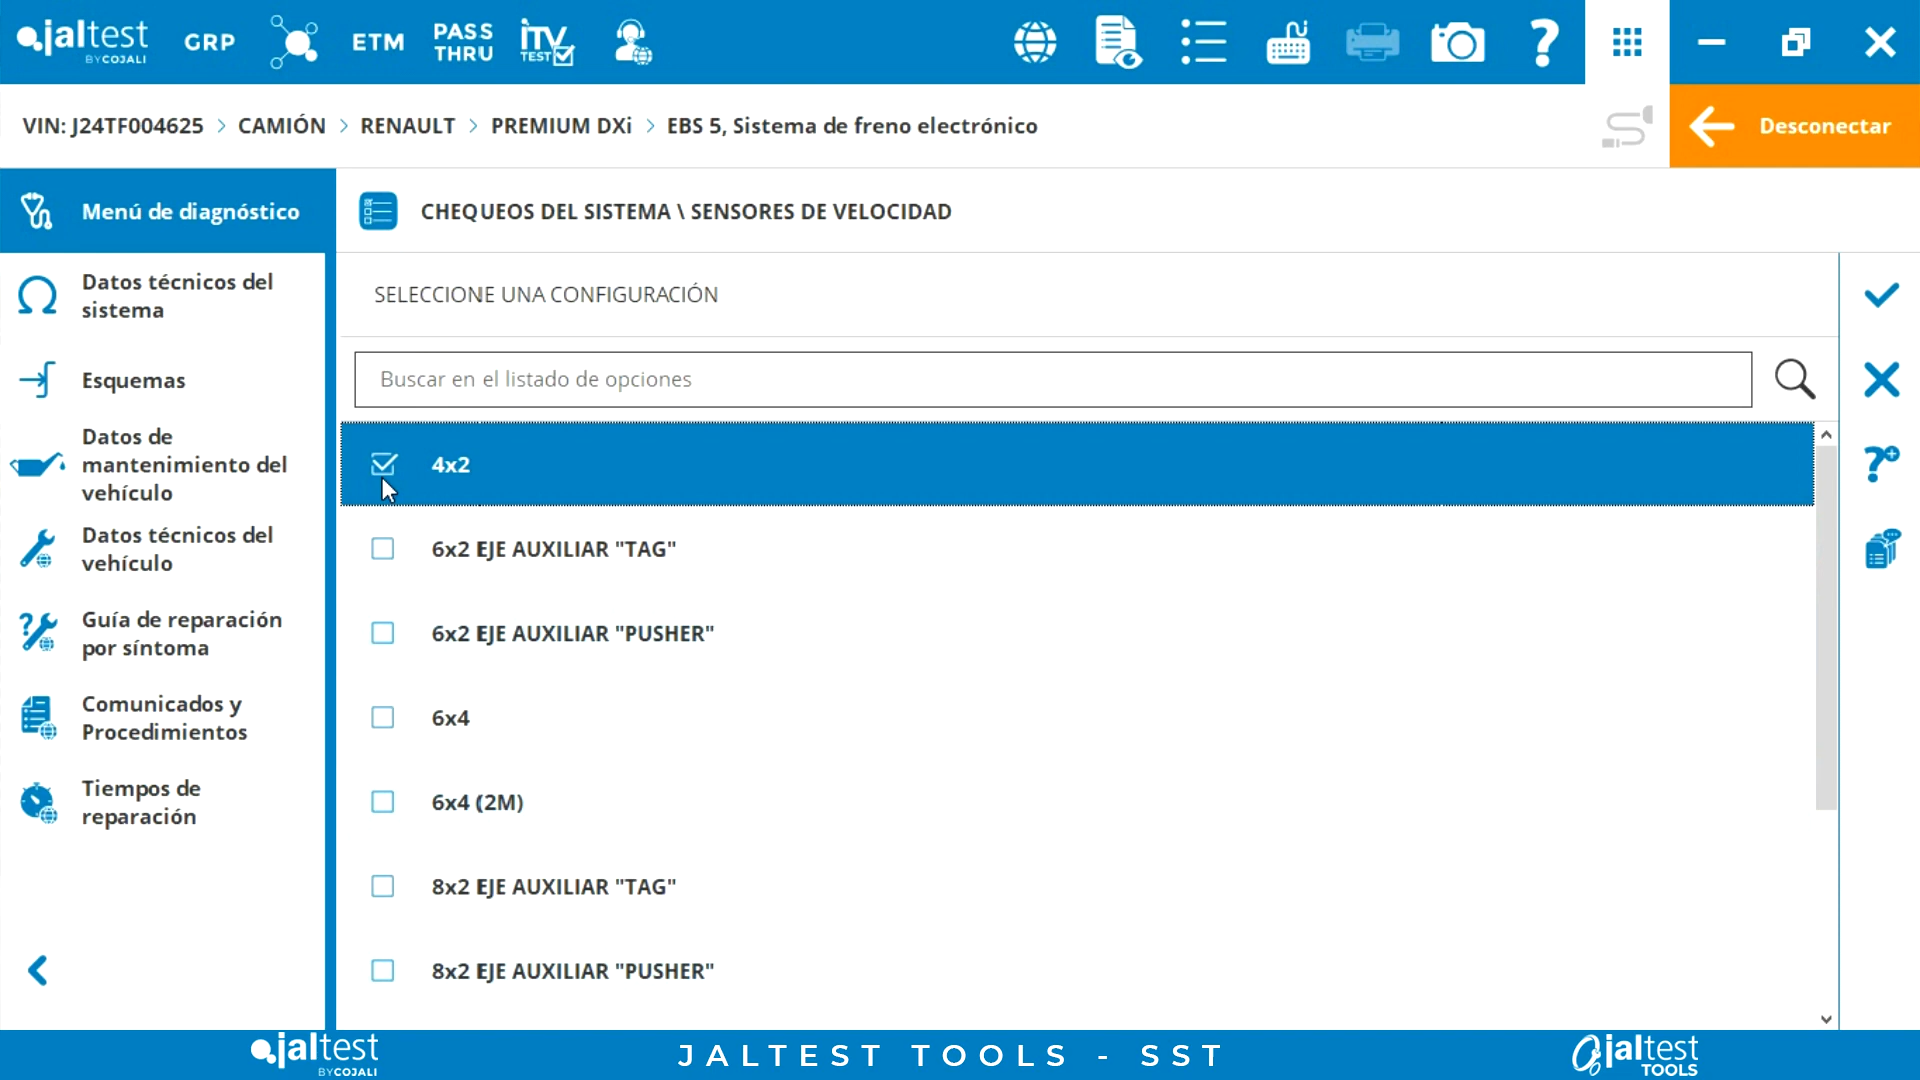 jaltest
BY COJALI
GRP
ETM
PASS
THRU
iTV
TEST
VIN: J24TF004625 > CAMIÓN > RENAULT > PREMIUM DXi > EBS 5, Sistema de freno electrónico
Desconectar
Menú de diagnóstico
CHEQUEOS DEL SISTEMA \ SENSORES DE VELOCIDAD
Datos técnicos del
sistema
Esquemas
Datos de
mantenimiento del
vehículo
Datos técnicos del
vehículo
Guía de reparación
por síntoma
Comunicados y
Procedimientos
Tiempos de
reparación
SELECCIONE UNA CONFIGURACIÓN
Buscar en el listado de opciones
4x2
6x2 EJE AUXILIAR "TAG"
6x2 EJE AUXILIAR "PUSHER"
6x4
6x4 (2M)
8x2 EJE AUXILIAR "TAG"
8x2 EJE AUXILIAR "PUSHER"
jaltest
BY COJALI
JALTEST TOOLS - SST
jaltest
TOOLS